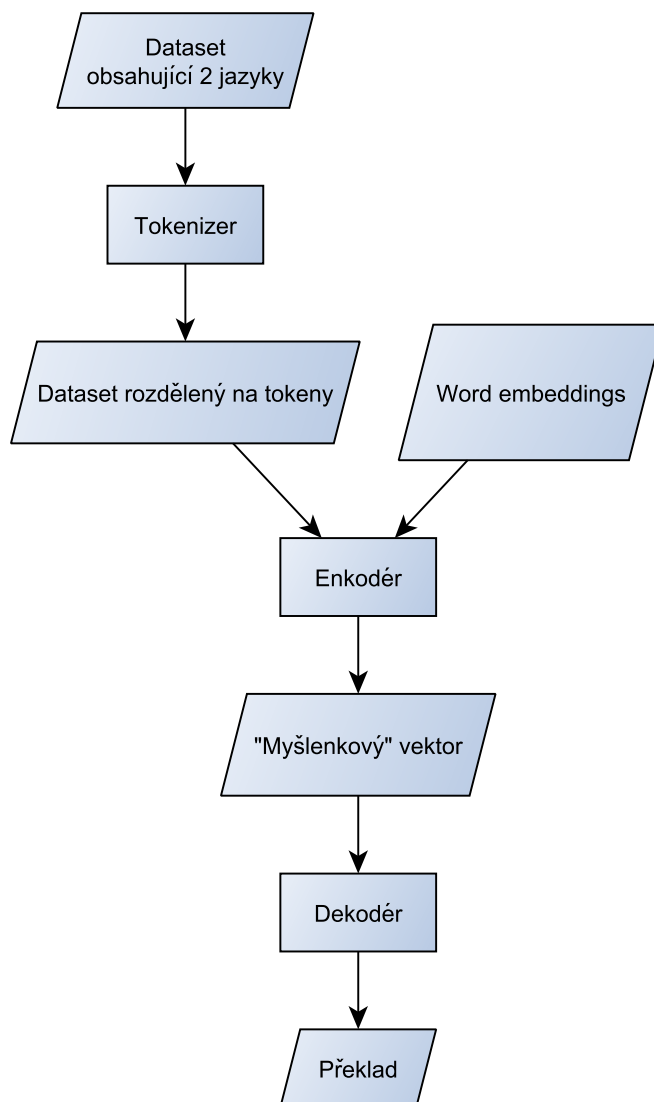 Dataset
obsahující 2 jazyky
Tokenizer
Dataset rozdělený na tokeny
Word embeddings
Enkodér
"Myšlenkový" vektor
Dekodér
Překlad